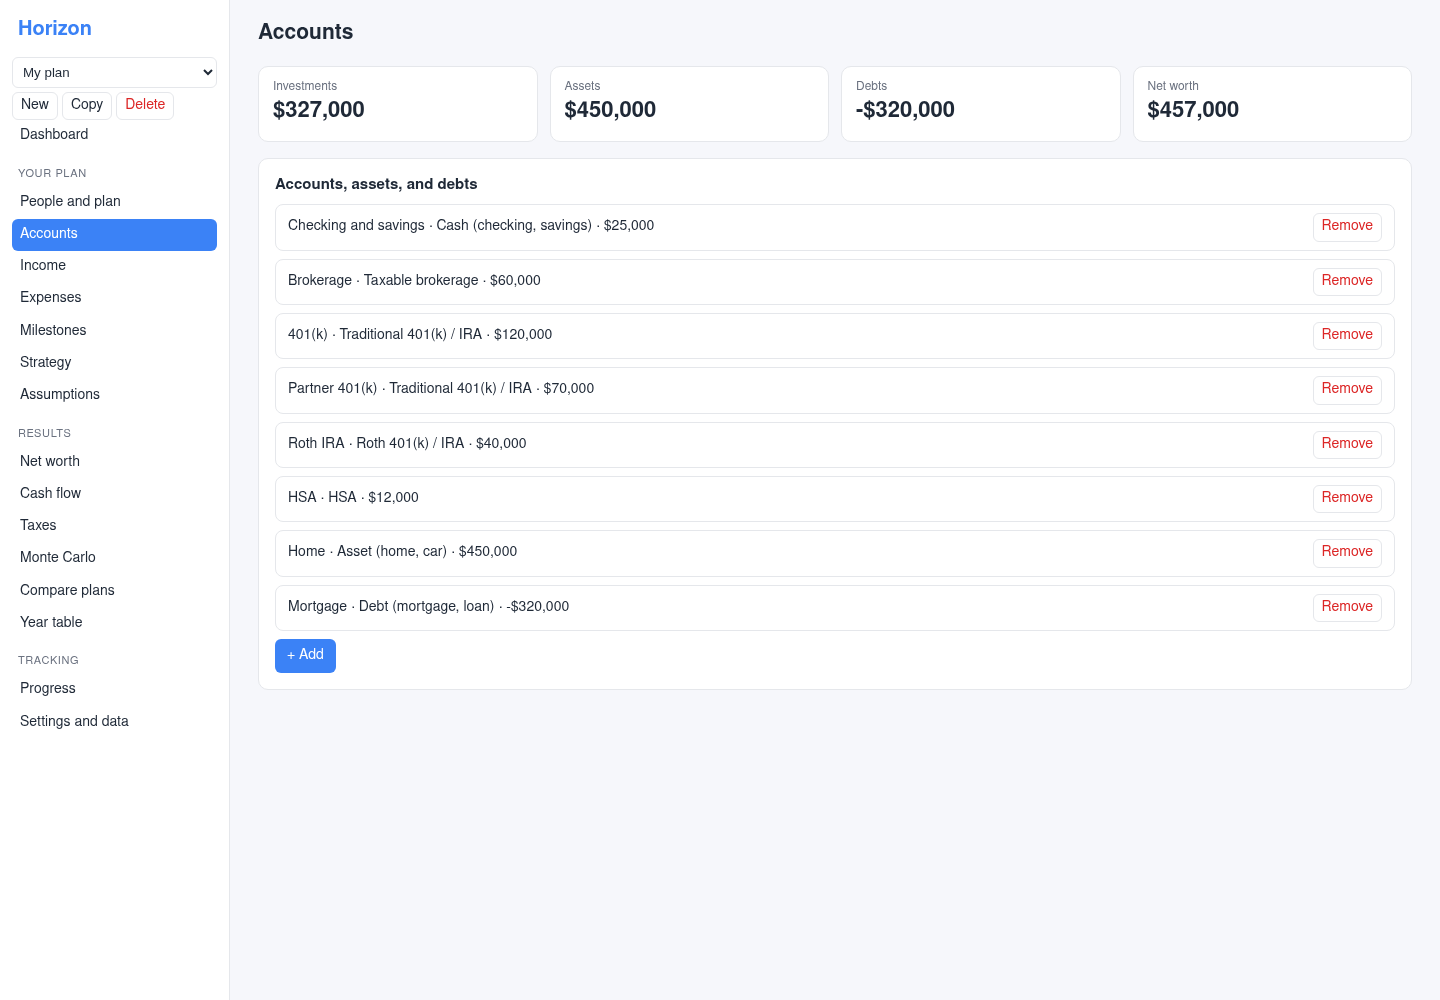 Horizon
My plan
New Copy Delete
Dashboard
YOUR PLAN
People and plan
Accounts
Income
Expenses
Milestones
Strategy
Assumptions
RESULTS
Net worth
Cash flow
Taxes
Monte Carlo
Compare plans
Year table
TRACKING
Progress
Settings and data
Accounts
Investments
$327,000
Assets
$450,000
Debts
-$320,000
Net worth
$457,000
Accounts, assets, and debts
Checking and savings · Cash (checking, savings) · $25,000 Remove
Brokerage · Taxable brokerage · $60,000 Remove
401(k) · Traditional 401(k) / IRA · $120,000 Remove
Partner 401(k) · Traditional 401(k) / IRA · $70,000 Remove
Roth IRA · Roth 401(k) / IRA · $40,000 Remove
HSA · HSA · $12,000 Remove
Home · Asset (home, car) · $450,000 Remove
Mortgage · Debt (mortgage, loan) · -$320,000 Remove
+ Add